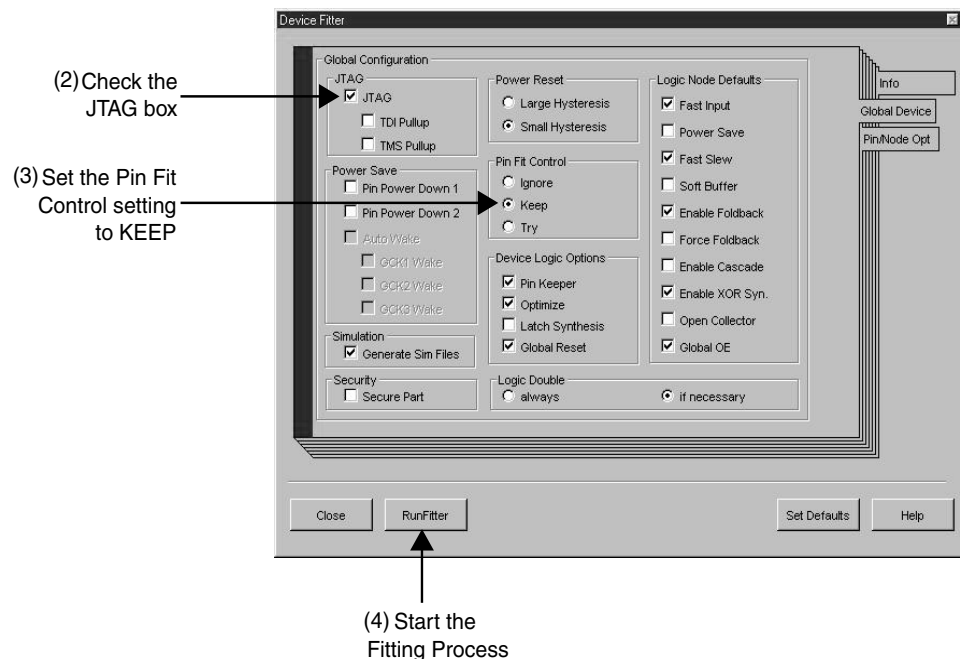 Device Fitter
(2) Check the
JTAG box
(3) Set the Pin Fit
Control setting
to KEEP
Global Configuration
JTAG
JTAG
TDI Pullup
TMS Pullup
Power Save
Pin Power Down 1
Pin Power Down 2
Auto Wake
GCK1 Wake
GCK2 Wake
GCK3 Wake
Simulation
Generate Sim Files
Security
Secure Part
Power Reset
Large Hysteresis
Small Hysteresis
Pin Fit Control
Ignore
Keep
Try
Device Logic Options
Pin Keeper
Optimize
Latch Synthesis
Global Reset
Logic Double
always
if necessary
Logic Node Defaults
Fast Input
Power Save
Fast Slew
Soft Buffer
Enable Foldback
Force Foldback
Enable Cascade
Enable XOR Syn.
Open Collector
Global OE
Info
Global Device
Pin/Node Opt
Close
RunFitter
Set Defaults
Help
(4) Start the
Fitting Process